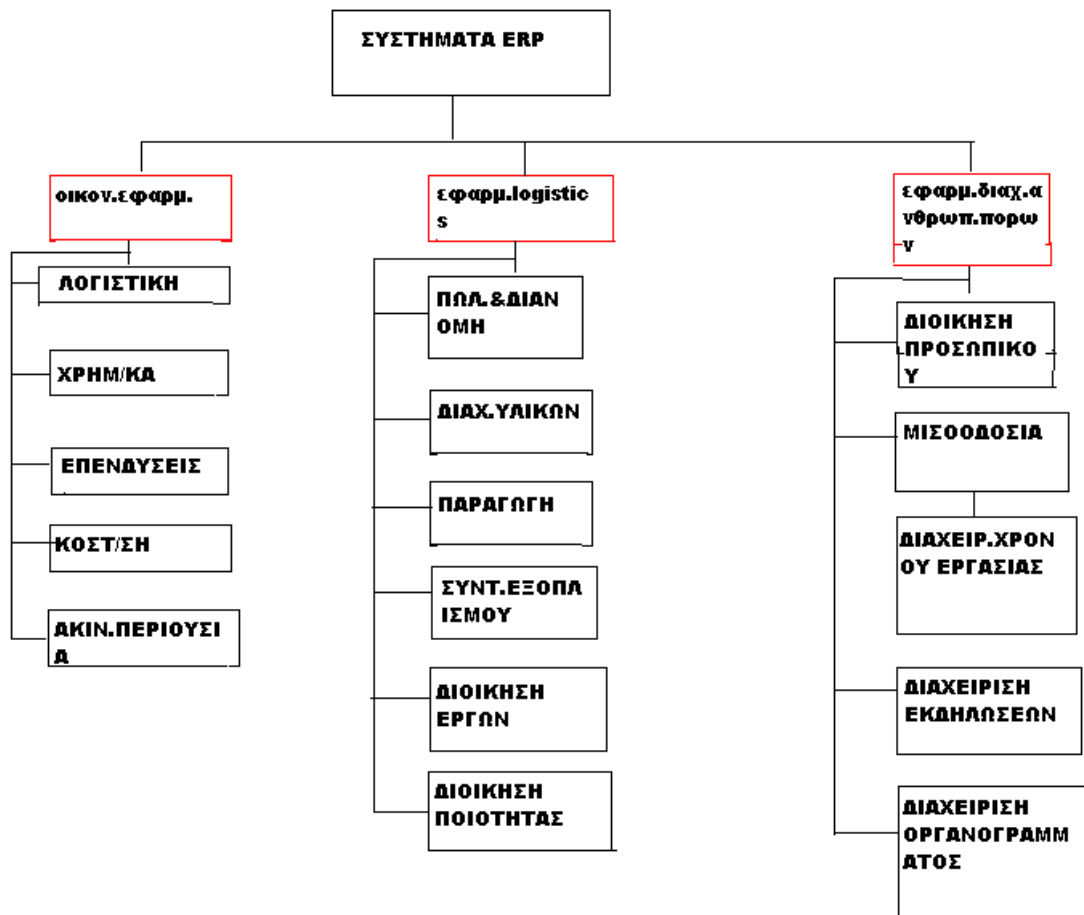 ΣΥΣΤΗΜΑΤΑ ERP
οικον.εφαρμ.
ΛΟΓΙΣΤΙΚΗ
ΧΡΗΜ/ΚΑ
ΕΠΕΝΔΥΣΕΙΣ
ΚΟΣΤ/ΣΗ
ΑΚΙΝ.ΠΕΡΙΟΥΣΙ
Α
εφαρμ.logistic
s
ΠΩΛ.&ΔΙΑΝ
ΟΜΗ
ΔΙΑΧ.ΥΛΙΚΩΝ
ΠΑΡΑΓΩΓΗ
ΣΥΝΤ.ΕΞΟΠΛ
ΙΣΜΟΥ
ΔΙΟΙΚΗΣΗ
ΕΡΓΩΝ
ΔΙΟΙΚΗΣΗ
ΠΟΙΟΤΗΤΑΣ
εφαρμ.διαχ.α
νθρωπ.πορω
ν
ΔΙΟΙΚΗΣΗ
ΠΡΟΣΩΠΙΚΟ
Υ
ΜΙΣΟΟΔΟΣΙΑ
ΔΙΑΧΕΙΡ.ΧΡΟΝ
ΟΥ ΕΡΓΑΣΙΑΣ
ΔΙΑΧΕΙΡΙΣΗ
ΕΚΔΗΛΩΣΕΩΝ
ΔΙΑΧΕΙΡΙΣΗ
ΟΡΓΑΝΟΓΡΑΜΜ
ΑΤΟΣ